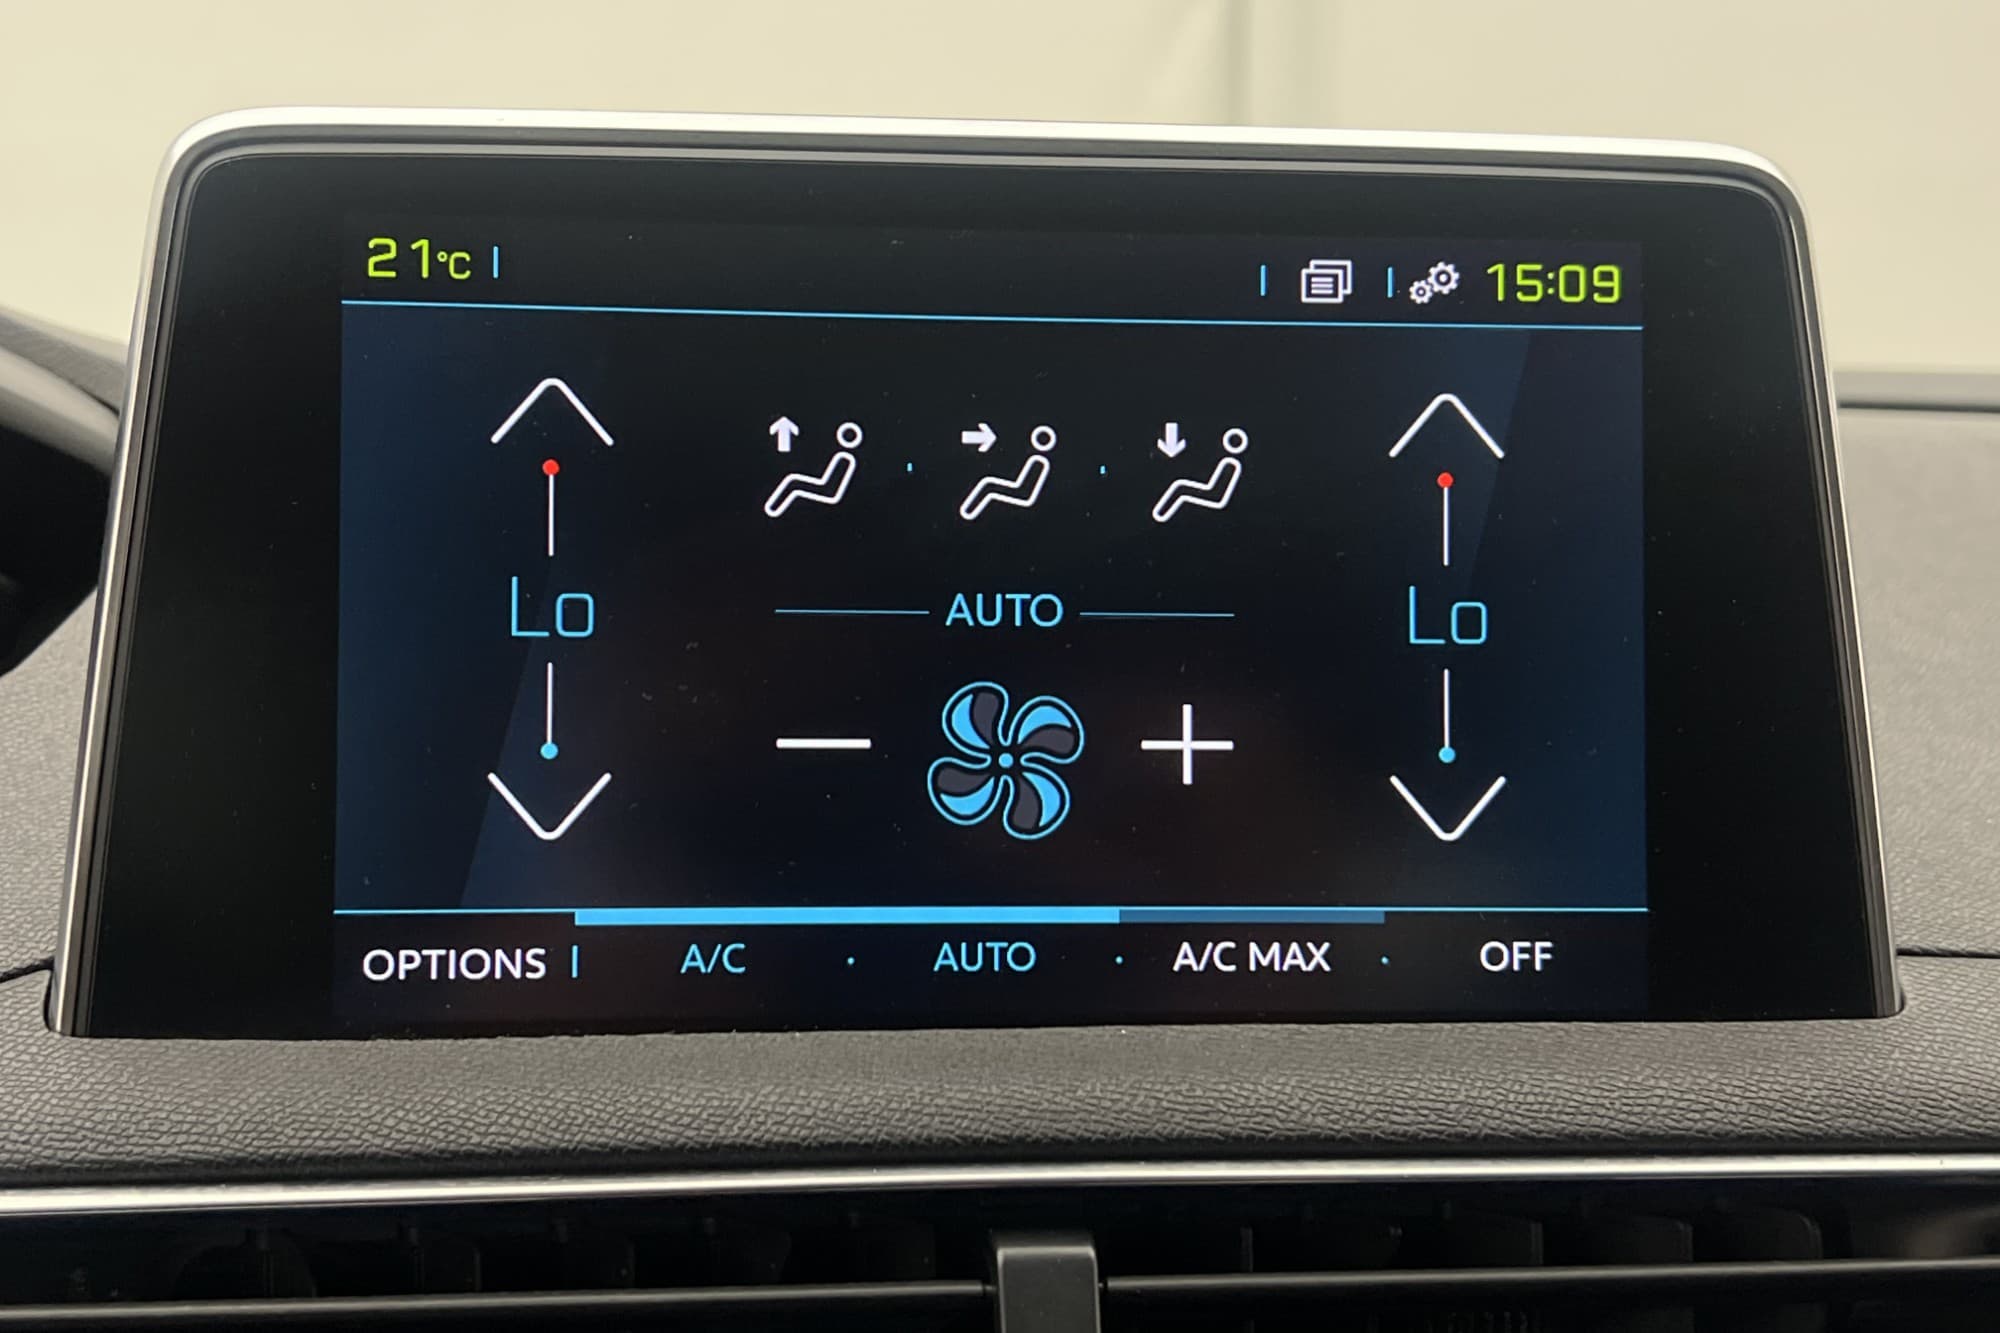 21°C
15:09
Lo
AUTO
Lo
OPTIONS A/C AUTO A/C MAX OFF